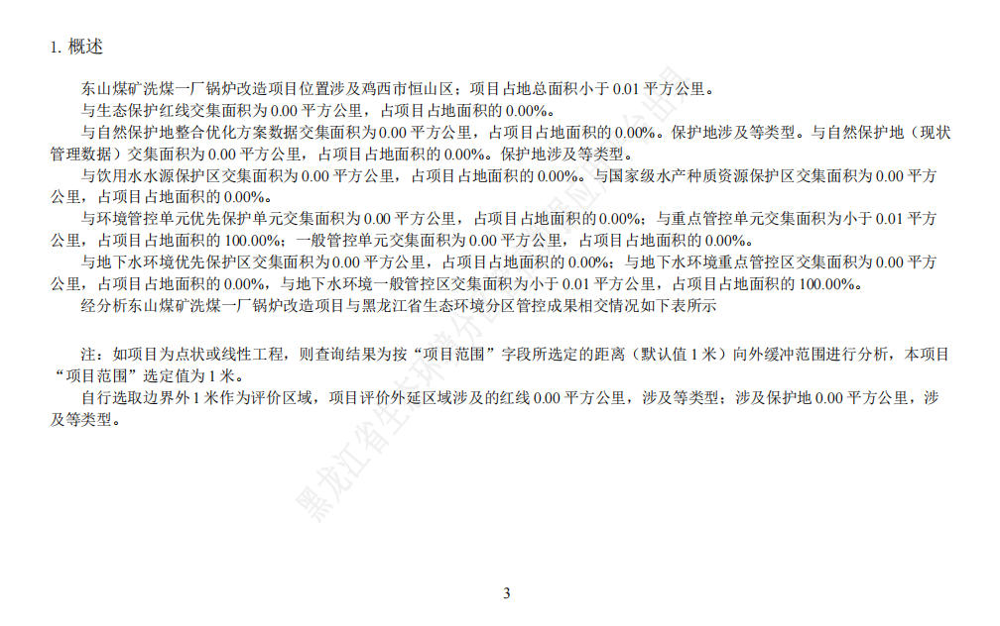 1. 概述
东山煤矿洗煤一厂锅炉改造项目位置涉及鸡西市恒山区；项目占地总面积小于 0.01 平方公里。
与生态保护红线交集面积为 0.00 平方公里，占项目占地面积的 0.00%。
与自然保护地整合优化方案数据交集面积为 0.00 平方公里，占项目占地面积的 0.00%。保护地涉及等类型。与自然保护地（现状
管理数据）交集面积为 0.00 平方公里，占项目占地面积的 0.00%。保护地涉及等类型。
与饮用水水源保护区交集面积为 0.00 平方公里，占项目占地面积的 0.00%。与国家级水产种质资源保护区交集面积为 0.00 平方
公里，占项目占地面积的 0.00%。
与环境管控单元优先保护单元交集面积为 0.00 平方公里，占项目占地面积的 0.00%；与重点管控单元交集面积为小于 0.01 平方
公里，占项目占地面积的 100.00%；一般管控单元交集面积为 0.00 平方公里，占项目占地面积的 0.00%。
与地下水环境优先保护区交集面积为 0.00 平方公里，占项目占地面积的 0.00%；与地下水环境重点管控区交集面积为 0.00 平方
公里，占项目占地面积的 0.00%，与地下水环境一般管控区交集面积为小于 0.01 平方公里，占项目占地面积的 100.00%。
经分析东山煤矿洗煤一厂锅炉改造项目与黑龙江省生态环境分区管控成果相交情况如下表所示
注：如项目为点状或线性工程，则查询结果为按“项目范围”字段所选定的距离（默认值 1 米）向外缓冲范围进行分析，本项目
“项目范围”选定值为 1 米。
自行选取边界外 1 米作为评价区域，项目评价外延区域涉及的红线 0.00 平方公里，涉及等类型；涉及保护地 0.00 平方公里，涉
及等类型。
3